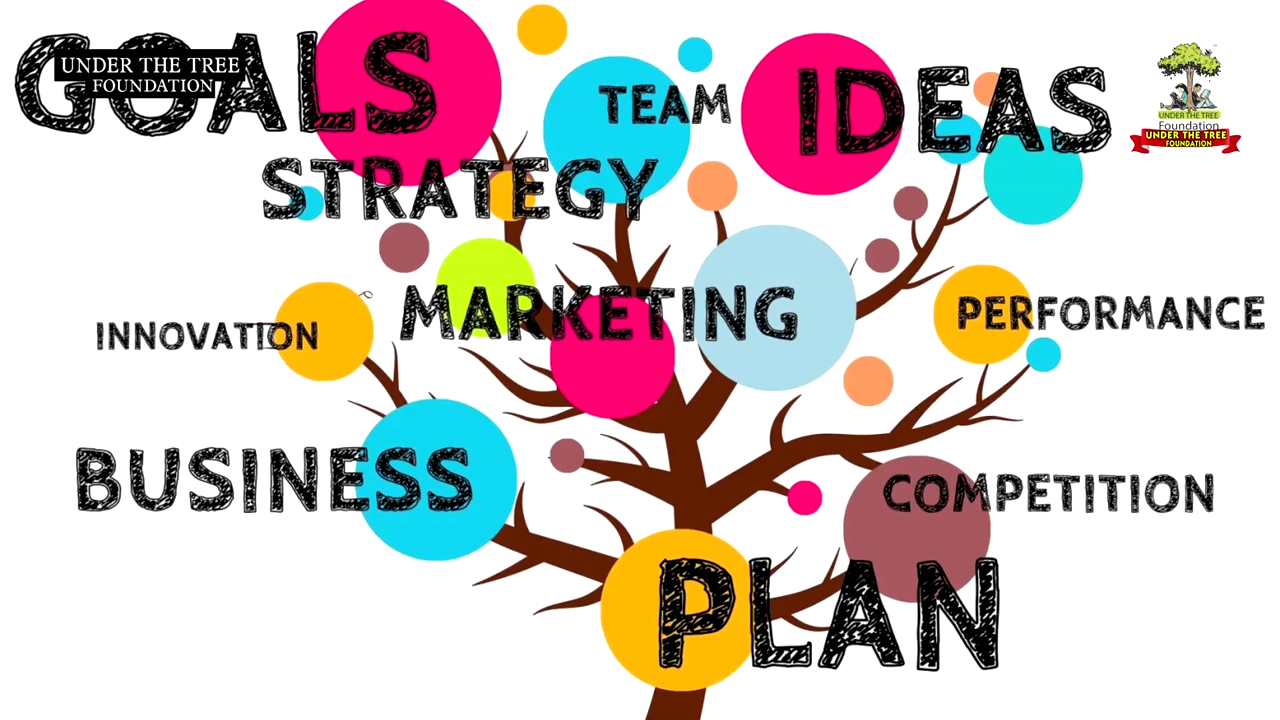 GOALS
UNDER THE TREE
FOUNDATION
TEAM
IDEAS
UNDER THE TREE
Foundation
UNDER THE TREE
FOUNDATION
STRATEGY
MARKETING
PERFORMANCE
INNOVATION
BUSINESS
COMPETITION
PLAN